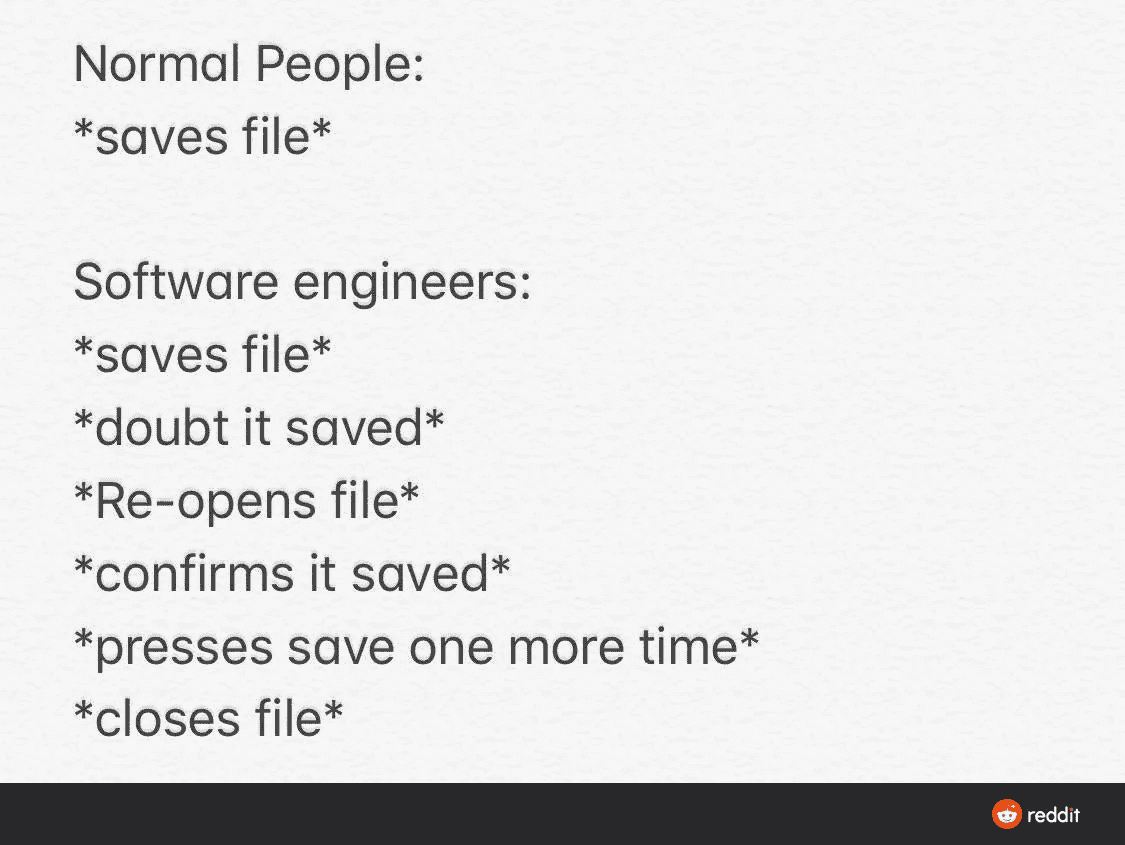 Normal People:
*saves file*
Software engineers:
*saves file*
*doubt it saved*
*Re-opens file*
*confirms it saved*
*presses save one more time*
*closes file*
reddit